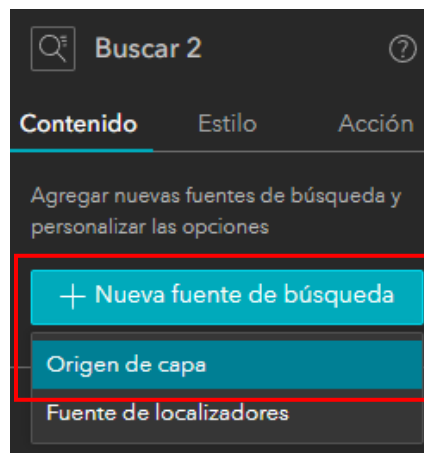 Buscar 2
Contenido Estilo Acción
Agregar nuevas fuentes de búsqueda y
personalizar las opciones
+ Nueva fuente de búsqueda
Origen de capa
Fuente de localizadores